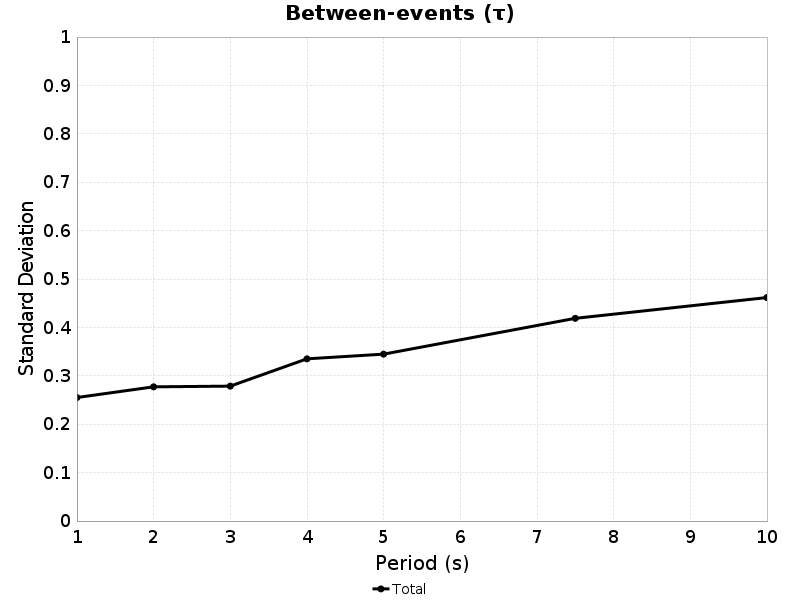 Between-events (τ)
1
0.9
0.8
0.7
0.6
0.5
0.4
0.3
0.2
0.1
0
Standard Deviation
1 2 3 4 5 6 7 8 9 10
Period (s)
Total